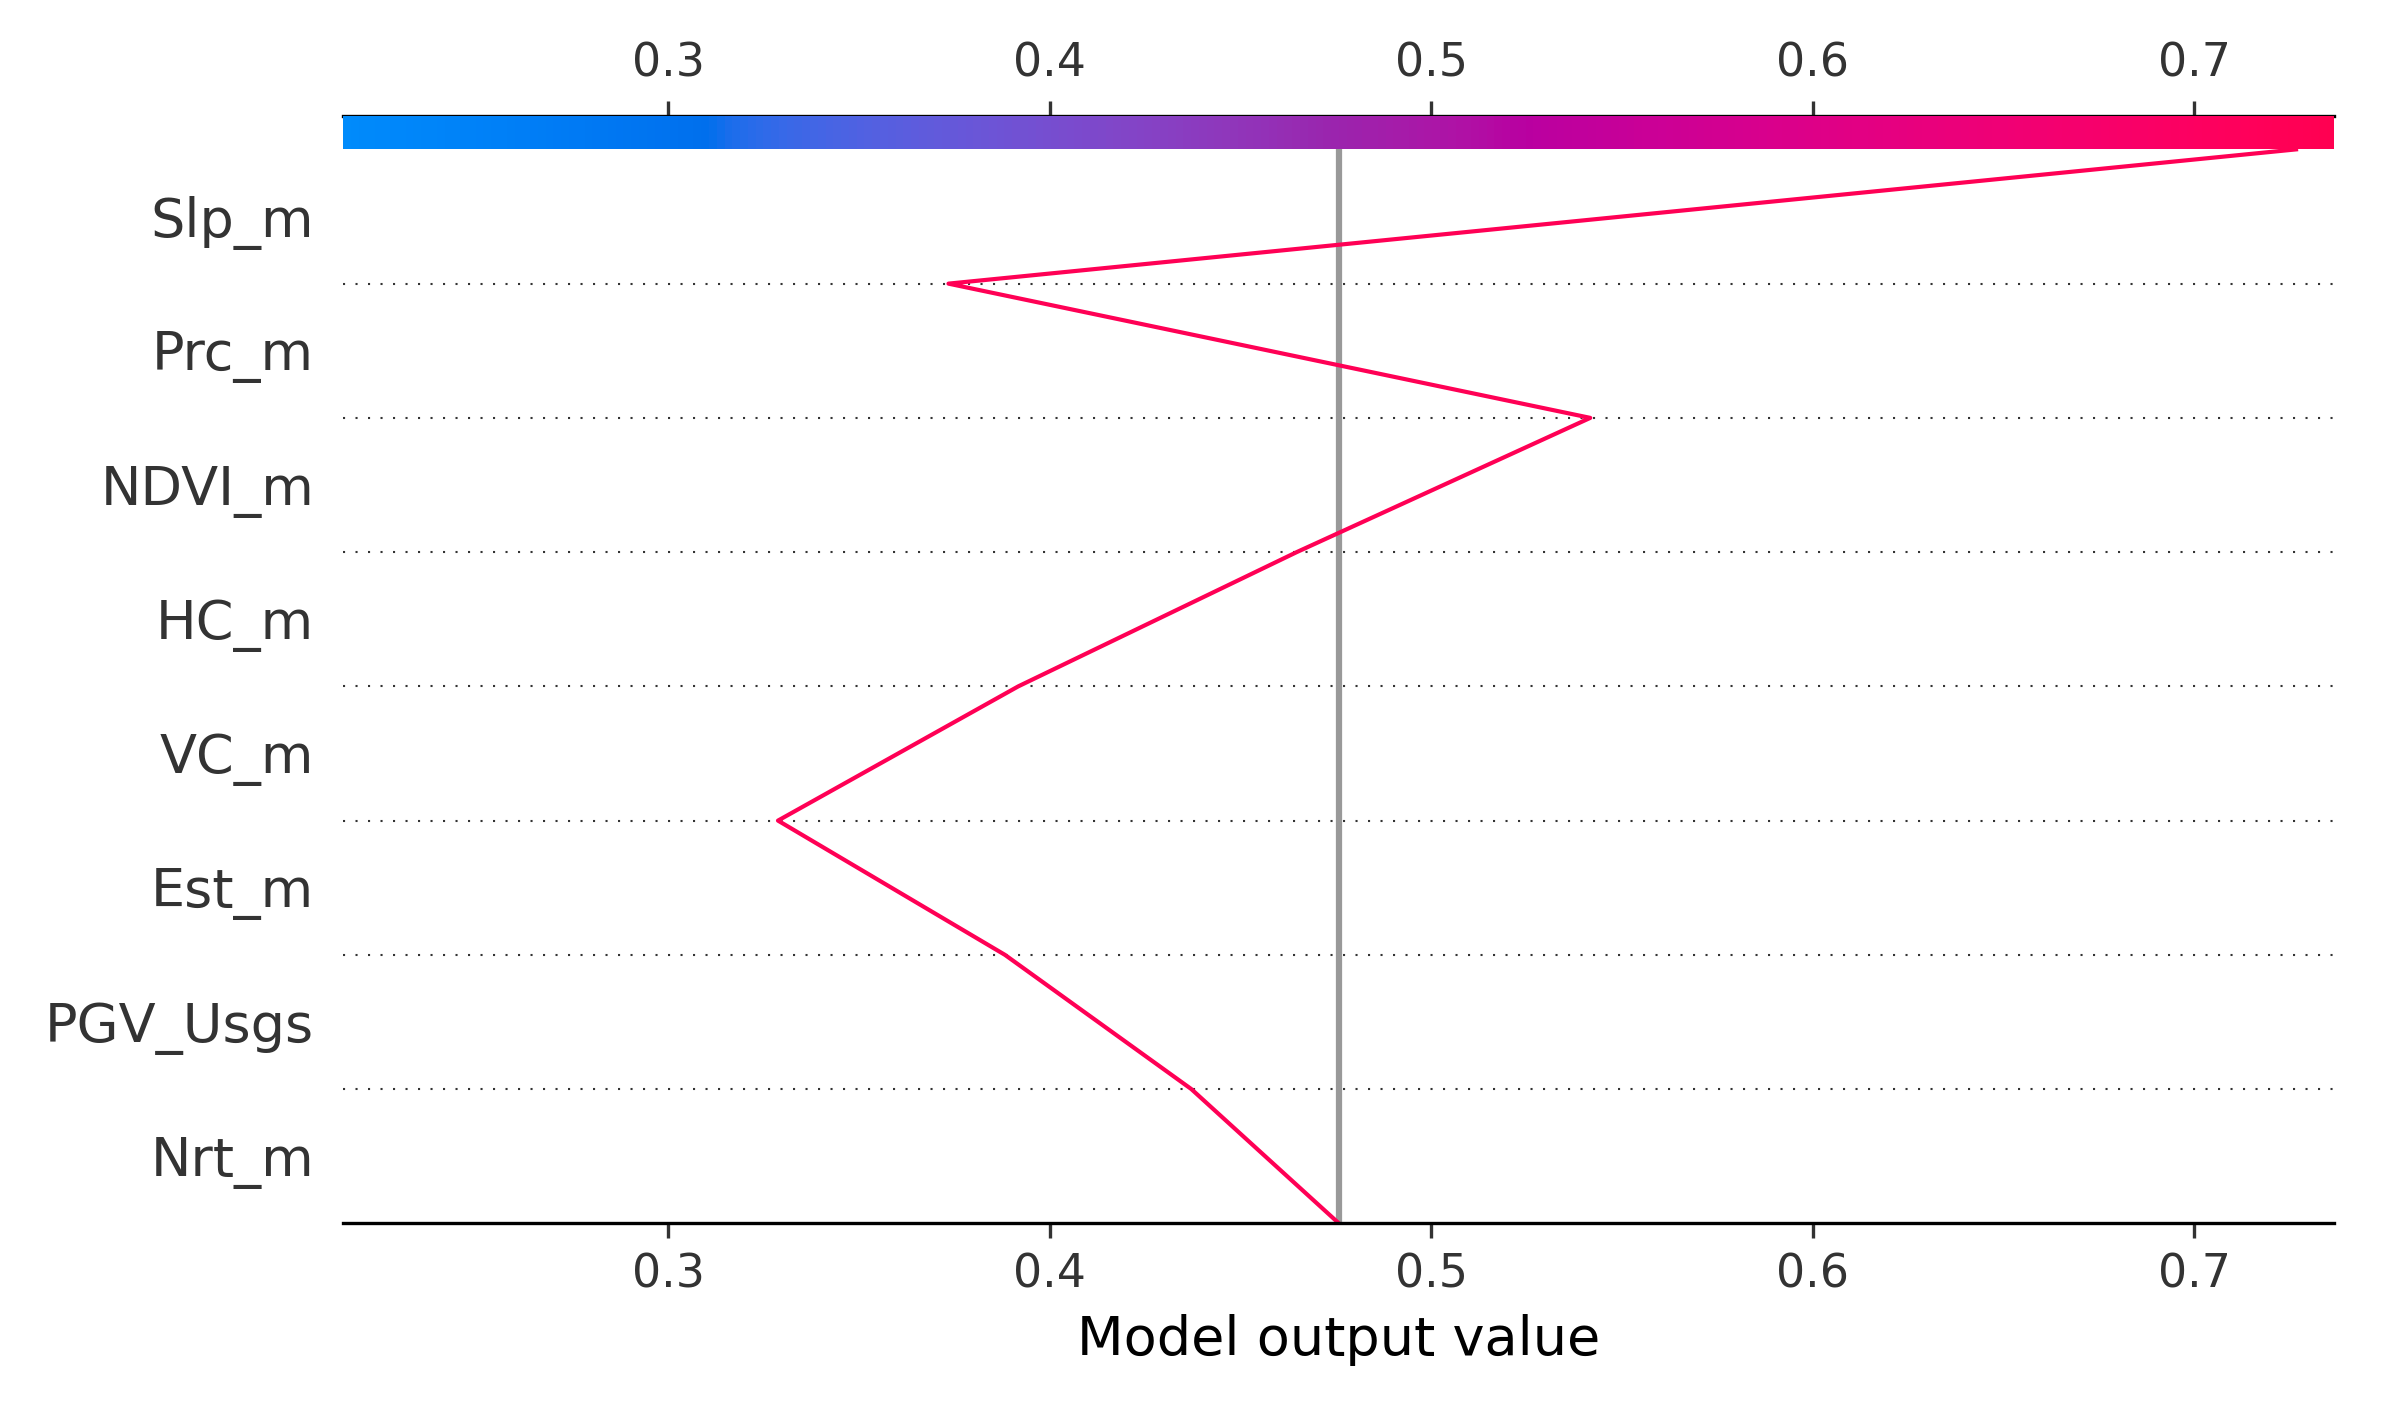 0.3 0.4 0.5 0.6 0.7
Slp_m
Prc_m
NDVI_m
HC_m
VC_m
Est_m
PGV_Usgs
Nrt_m
0.3 0.4 0.5 0.6 0.7
Model output value